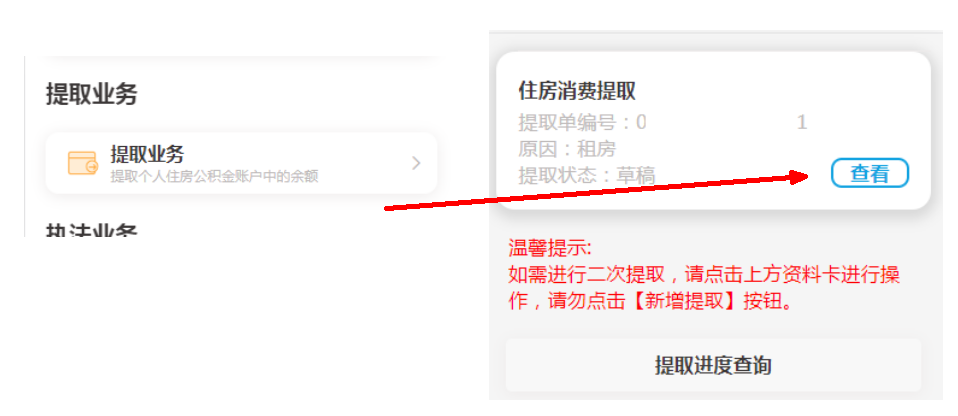 提取业务
提取业务
提取个人住房公积金账户中的余额
住房消费提取
提取单编号：0 1
原因：租房
提取状态：草稿
查看
温馨提示:
如需进行二次提取，请点击上方资料卡进行操
作，请勿点击【新增提取】按钮。
提取进度查询
执法业务